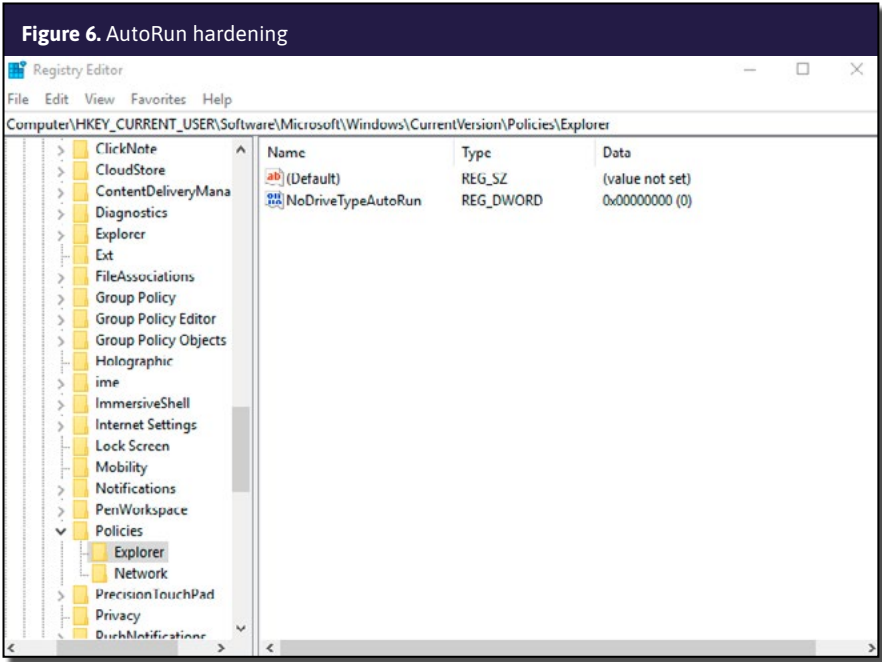 Figure 6. AutoRun hardening
Registry Editor
File Edit View Favorites Help
Computer\HKEY_CURRENT_USER\Software\Microsoft\Windows\CurrentVersion\Policies\Explorer
ClickNote
CloudStore
ContentDeliveryMana
Diagnostics
Explorer
Ext
FileAssociations
Group Policy
Group Policy Editor
Group Policy Objects
Holographic
ime
ImmersiveShell
Internet Settings
Lock Screen
Mobility
Notifications
PenWorkspace
Policies
Explorer
Network
PrecisionTouchPad
Privacy
PushNotifications
Name Type Data
(Default) REG_SZ (value not set)
NoDriveTypeAutoRun REG_DWORD 0x00000000 (0)